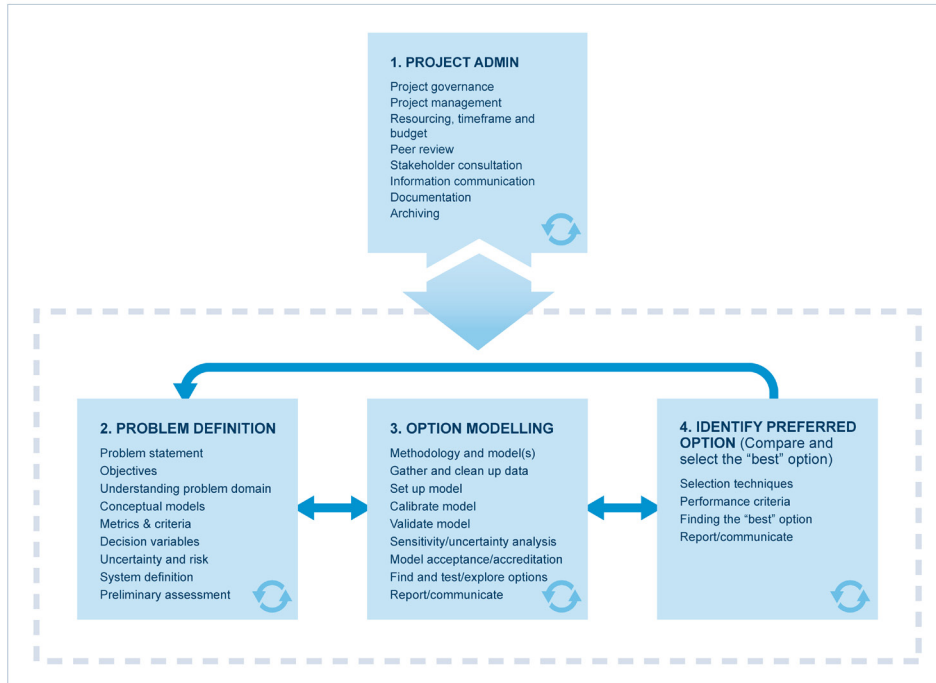 1. PROJECT ADMIN
Project governance
Project management
Resourcing, timeframe and
budget
Peer review
Stakeholder consultation
Information communication
Documentation
Archiving
2. PROBLEM DEFINITION
Problem statement
Objectives
Understanding problem domain
Conceptual models
Metrics & criteria
Decision variables
Uncertainty and risk
System definition
Preliminary assessment
3. OPTION MODELLING
Methodology and model(s)
Gather and clean up data
Set up model
Calibrate model
Validate model
Sensitivity/uncertainty analysis
Model acceptance/accreditation
Find and test/explore options
Report/communicate
4. IDENTIFY PREFERRED
OPTION (Compare and
select the “best” option)
Selection techniques
Performance criteria
Finding the “best” option
Report/communicate